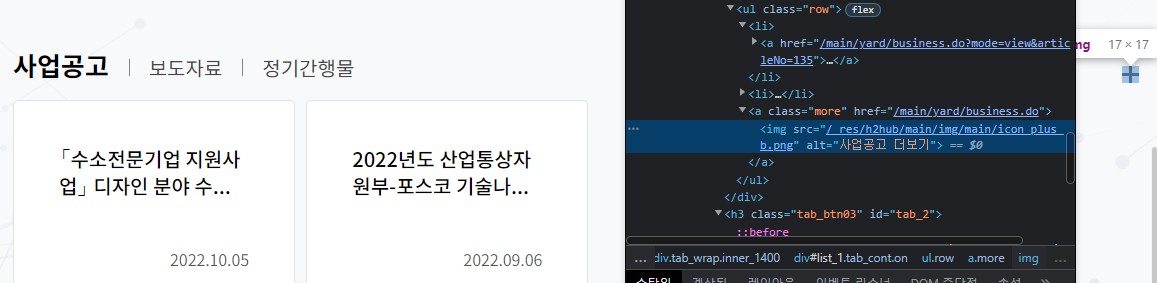 사업공고 | 보도자료 | 정기간행물
「수소전문기업 지원사
업」 디자인 분야 수...
2022.10.05
2022년도 산업통상자
원부-포스코 기술나...
2022.09.06
▼<ul class="row"> flex
▼<li>
▶<a href="/main/yard/business.do?mode=view&artic
leNo=135">…</a>
</li>
▶<li>…</li>
▼<a class="more" href="/main/yard/business.do">
<img src="/_res/h2hub/main/img/main/icon_plus_
b.png" alt="사업공고 더보기"> == $0
</a>
</ul>
</div>
▼<h3 class="tab_btn03" id="tab_2">
::before
... div.tab_wrap.inner_1400 div#list_1.tab_cont.on ul.row a.more img
스타일 계산됨 레이아웃 이벤트 리스너 DOM 중단점 속성 »
mg 17 × 17